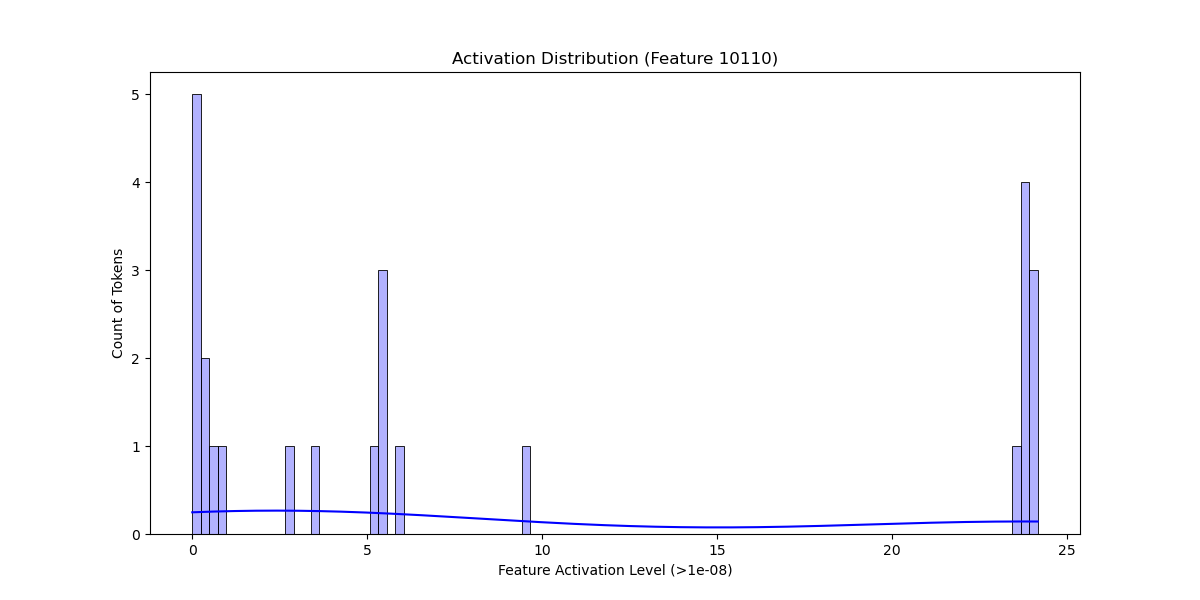 Activation Distribution (Feature 10110)
5
4
3
2
1
0
Count of Tokens
0 5 10 15 20 25
Feature Activation Level (>1e-08)